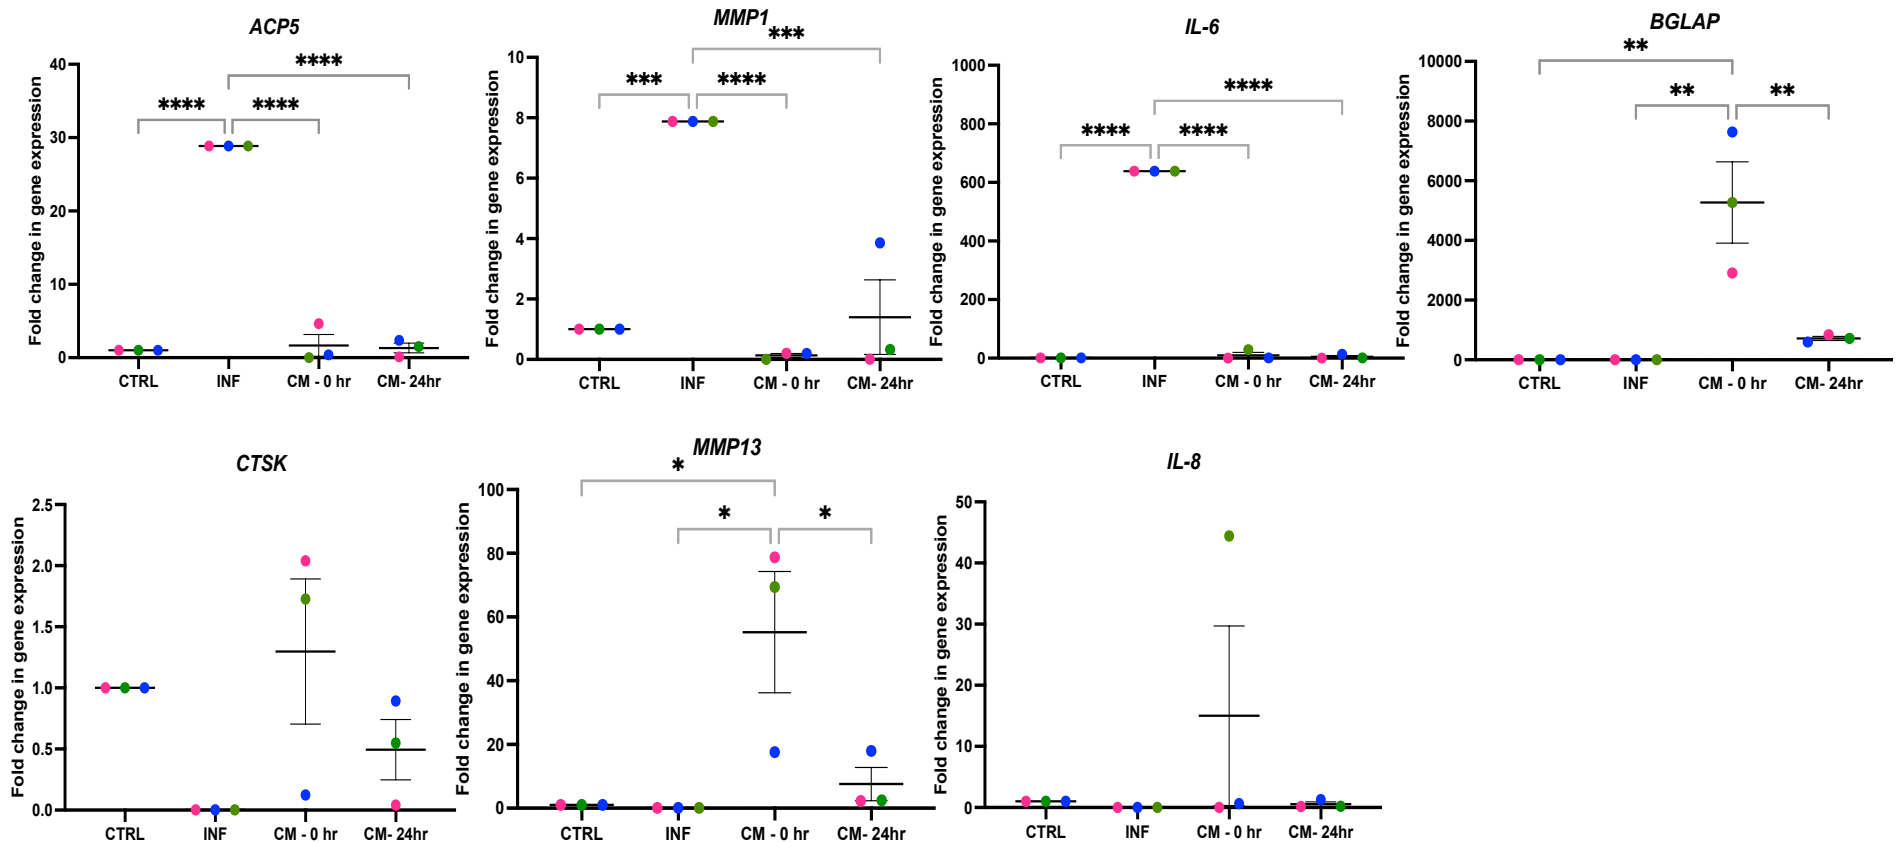 ACP5
****
**** ****
Fold change in gene expression
40
30
20
10
0
CTRL INF CM - 0 hr CM- 24hr
MMP1
***
*** ****
Fold change in gene expression
10
8
6
4
2
0
CTRL INF CM - 0 hr CM- 24hr
IL-6
****
**** ****
Fold change in gene expression
1000
800
600
400
200
0
CTRL INF CM - 0 hr CM- 24hr
BGLAP
**
** **
Fold change in gene expression
10000
8000
6000
4000
2000
0
CTRL INF CM - 0 hr CM- 24hr
CTSK
Fold change in gene expression
2.5
2.0
1.5
1.0
0.5
0.0
CTRL INF CM - 0 hr CM- 24hr
MMP13
*
* *
Fold change in gene expression
100
80
60
40
20
0
CTRL INF CM - 0 hr CM- 24hr
IL-8
Fold change in gene expression
50
40
30
20
10
0
CTRL INF CM - 0 hr CM- 24hr